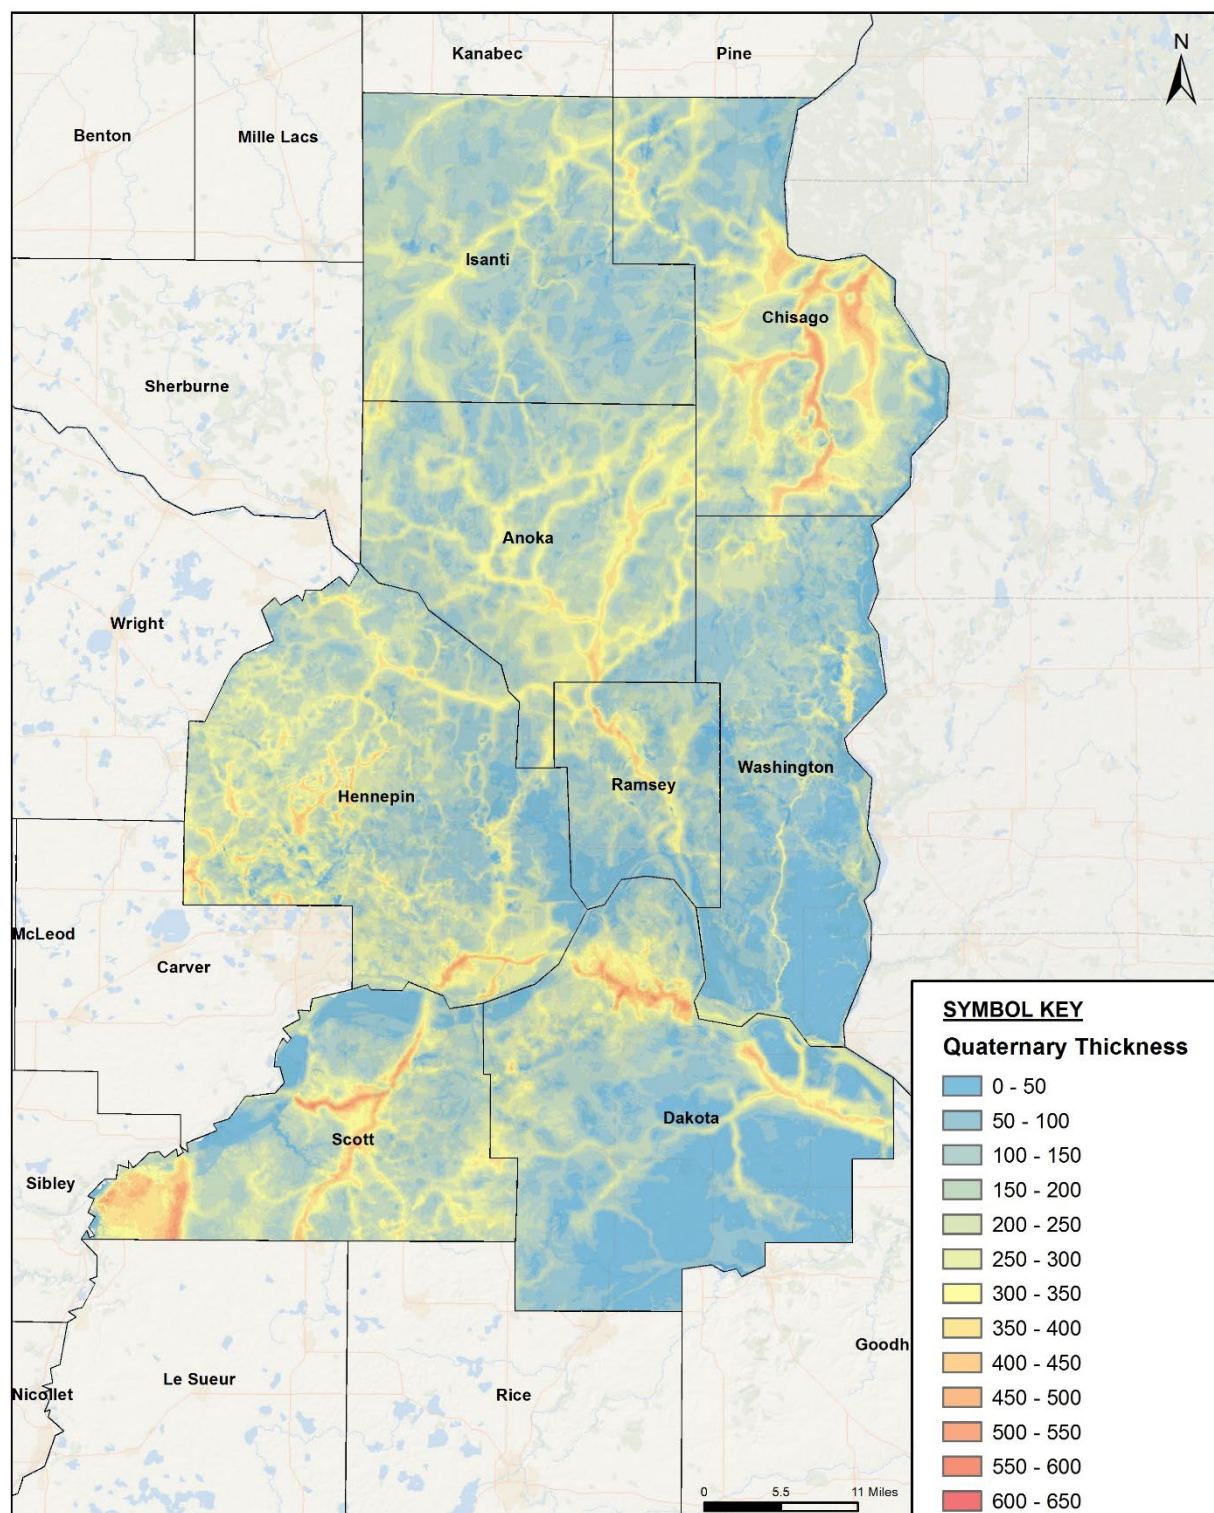 Kanabec
Pine
N
Benton
Mille Lacs
Isanti
Chisago
Sherburne
Anoka
Wright
Washington
Ramsey
Hennepin
McLeod
Carver
SYMBOL KEY
Quaternary Thickness
0 - 50
50 - 100
100 - 150
150 - 200
200 - 250
250 - 300
300 - 350
350 - 400
400 - 450
450 - 500
500 - 550
550 - 600
600 - 650
Dakota
Scott
Sibley
Goodh
Le Sueur
Nicollet
Rice
0 5.5 11 Miles